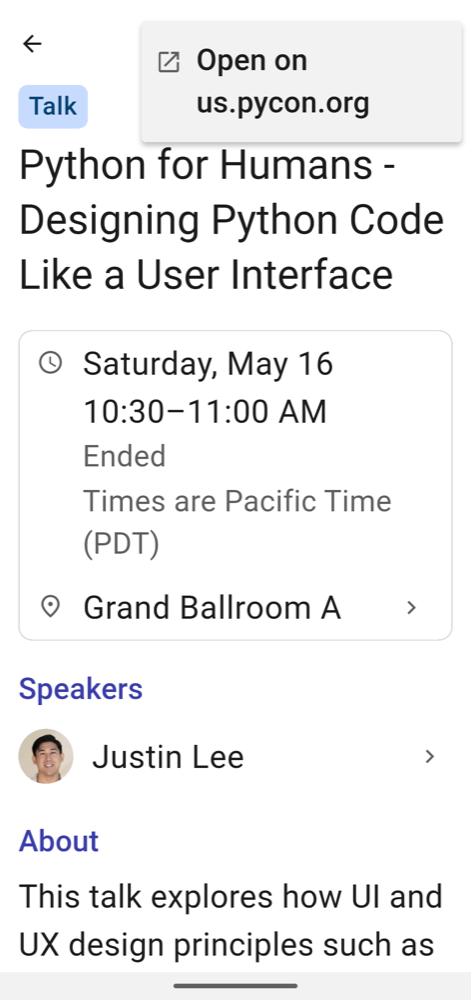 Open on
us.pycon.org
Talk
Python for Humans -
Designing Python Code
Like a User Interface
Saturday, May 16
10:30–11:00 AM
Ended
Times are Pacific Time
(PDT)
Grand Ballroom A
Speakers
Justin Lee
About
This talk explores how UI and
UX design principles such as